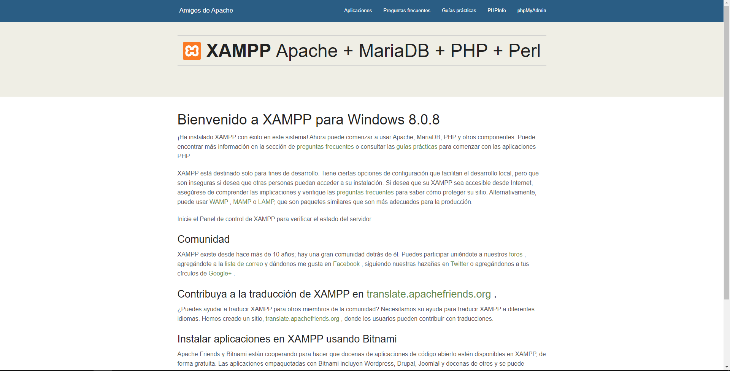 Amigos de Apache
Aplicaciones Preguntas frecuentes Guías prácticas PHPInfo phpMyAdmin
XAMPP Apache + MariaDB + PHP + Perl
Bienvenido a XAMPP para Windows 8.0.8
¡Ha instalado XAMPP con éxito en este sistema! Ahora puede comenzar a usar Apache, MariaDB, PHP y otros componentes. Puede
encontrar más información en la sección de preguntas frecuentes o consultar las guías prácticas para comenzar con las aplicaciones
PHP.
XAMPP está destinado solo para fines de desarrollo. Tiene ciertas opciones de configuración que facilitan el desarrollo local, pero que
son inseguras si desea que otras personas puedan acceder a su instalación. Si desea que su XAMPP sea accesible desde Internet,
asegúrese de comprender las implicaciones y verifique las preguntas frecuentes para saber cómo proteger su sitio. Alternativamente,
puede usar WAMP , MAMP o LAMP, que son paquetes similares que son más adecuados para la producción.
Inicie el Panel de control de XAMPP para verificar el estado del servidor.
Comunidad
XAMPP existe desde hace más de 10 años; hay una gran comunidad detrás de él. Puedes participar uniéndote a nuestros foros ,
agregándote a la lista de correo y dándonos me gusta en Facebook , siguiendo nuestras hazañas en Twitter o agregándonos a tus
círculos de Google+ .
Contribuya a la traducción de XAMPP en translate.apachefriends.org .
¿Puedes ayudar a traducir XAMPP para otros miembros de la comunidad? Necesitamos su ayuda para traducir XAMPP a diferentes
idiomas. Hemos creado un sitio, translate.apachefriends.org , donde los usuarios pueden contribuir con traducciones.
Instalar aplicaciones en XAMPP usando Bitnami
Apache Friends y Bitnami están cooperando para hacer que docenas de aplicaciones de código abierto estén disponibles en XAMPP, de
forma gratuita. Las aplicaciones empaquetadas con Bitnami incluyen Wordpress, Drupal, Joomla! y docenas de otros y se puede